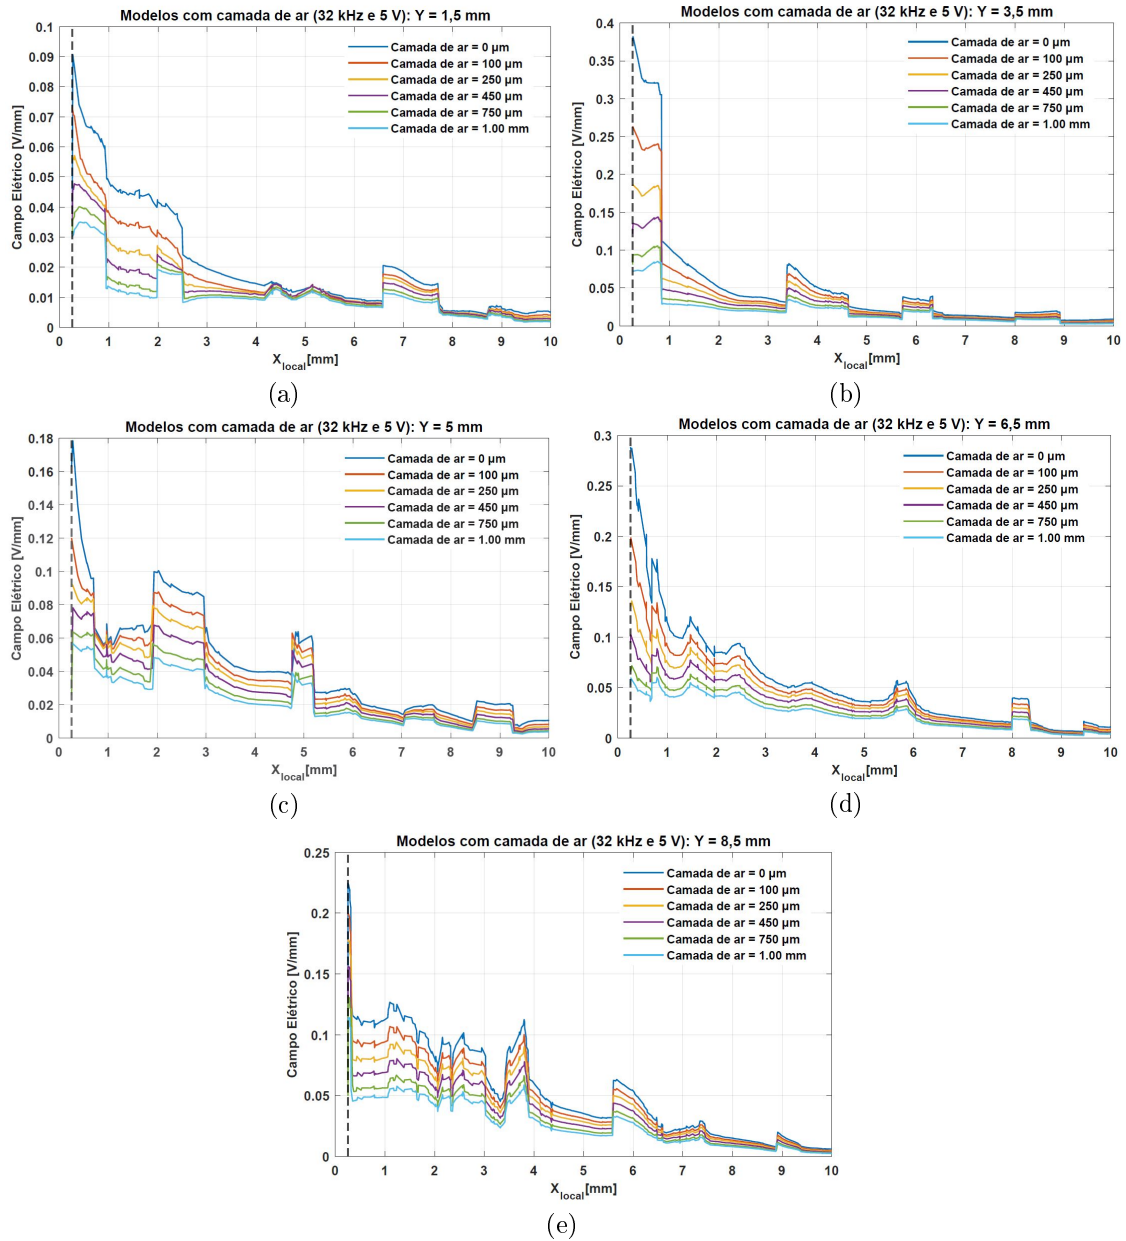 Modelos com camada de ar (32 kHz e 5 V): Y = 1,5 mm
Campo Elétrico [V/mm]
0.1
0.09
0.08
0.07
0.06
0.05
0.04
0.03
0.02
0.01
0
Camada de ar = 0 µm
Camada de ar = 100 µm
Camada de ar = 250 µm
Camada de ar = 450 µm
Camada de ar = 750 µm
Camada de ar = 1.00 mm
0 1 2 3 4 5 6 7 8 9 10
Xlocal[mm]
(a)
Modelos com camada de ar (32 kHz e 5 V): Y = 3,5 mm
Campo Elétrico [V/mm]
0.4
0.35
0.3
0.25
0.2
0.15
0.1
0.05
0
Camada de ar = 0 µm
Camada de ar = 100 µm
Camada de ar = 250 µm
Camada de ar = 450 µm
Camada de ar = 750 µm
Camada de ar = 1.00 mm
0 1 2 3 4 5 6 7 8 9 10
Xlocal[mm]
(b)
Modelos com camada de ar (32 kHz e 5 V): Y = 5 mm
Campo Elétrico [V/mm]
0.18
0.16
0.14
0.12
0.1
0.08
0.06
0.04
0.02
0
Camada de ar = 0 µm
Camada de ar = 100 µm
Camada de ar = 250 µm
Camada de ar = 450 µm
Camada de ar = 750 µm
Camada de ar = 1.00 mm
0 1 2 3 4 5 6 7 8 9 10
Xlocal[mm]
(c)
Modelos com camada de ar (32 kHz e 5 V): Y = 6,5 mm
Campo Elétrico [V/mm]
0.3
0.25
0.2
0.15
0.1
0.05
0
Camada de ar = 0 µm
Camada de ar = 100 µm
Camada de ar = 250 µm
Camada de ar = 450 µm
Camada de ar = 750 µm
Camada de ar = 1.00 mm
0 1 2 3 4 5 6 7 8 9 10
Xlocal[mm]
(d)
Modelos com camada de ar (32 kHz e 5 V): Y = 8,5 mm
Campo Elétrico [V/mm]
0.25
0.2
0.15
0.1
0.05
0
Camada de ar = 0 µm
Camada de ar = 100 µm
Camada de ar = 250 µm
Camada de ar = 450 µm
Camada de ar = 750 µm
Camada de ar = 1.00 mm
0 1 2 3 4 5 6 7 8 9 10
Xlocal[mm]
(e)